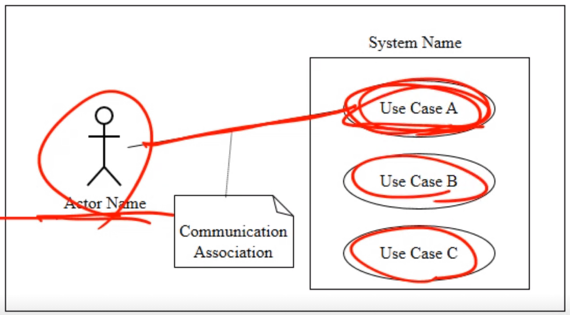 System Name
Use Case A
Use Case B
Actor Name
Communication
Association
Use Case C